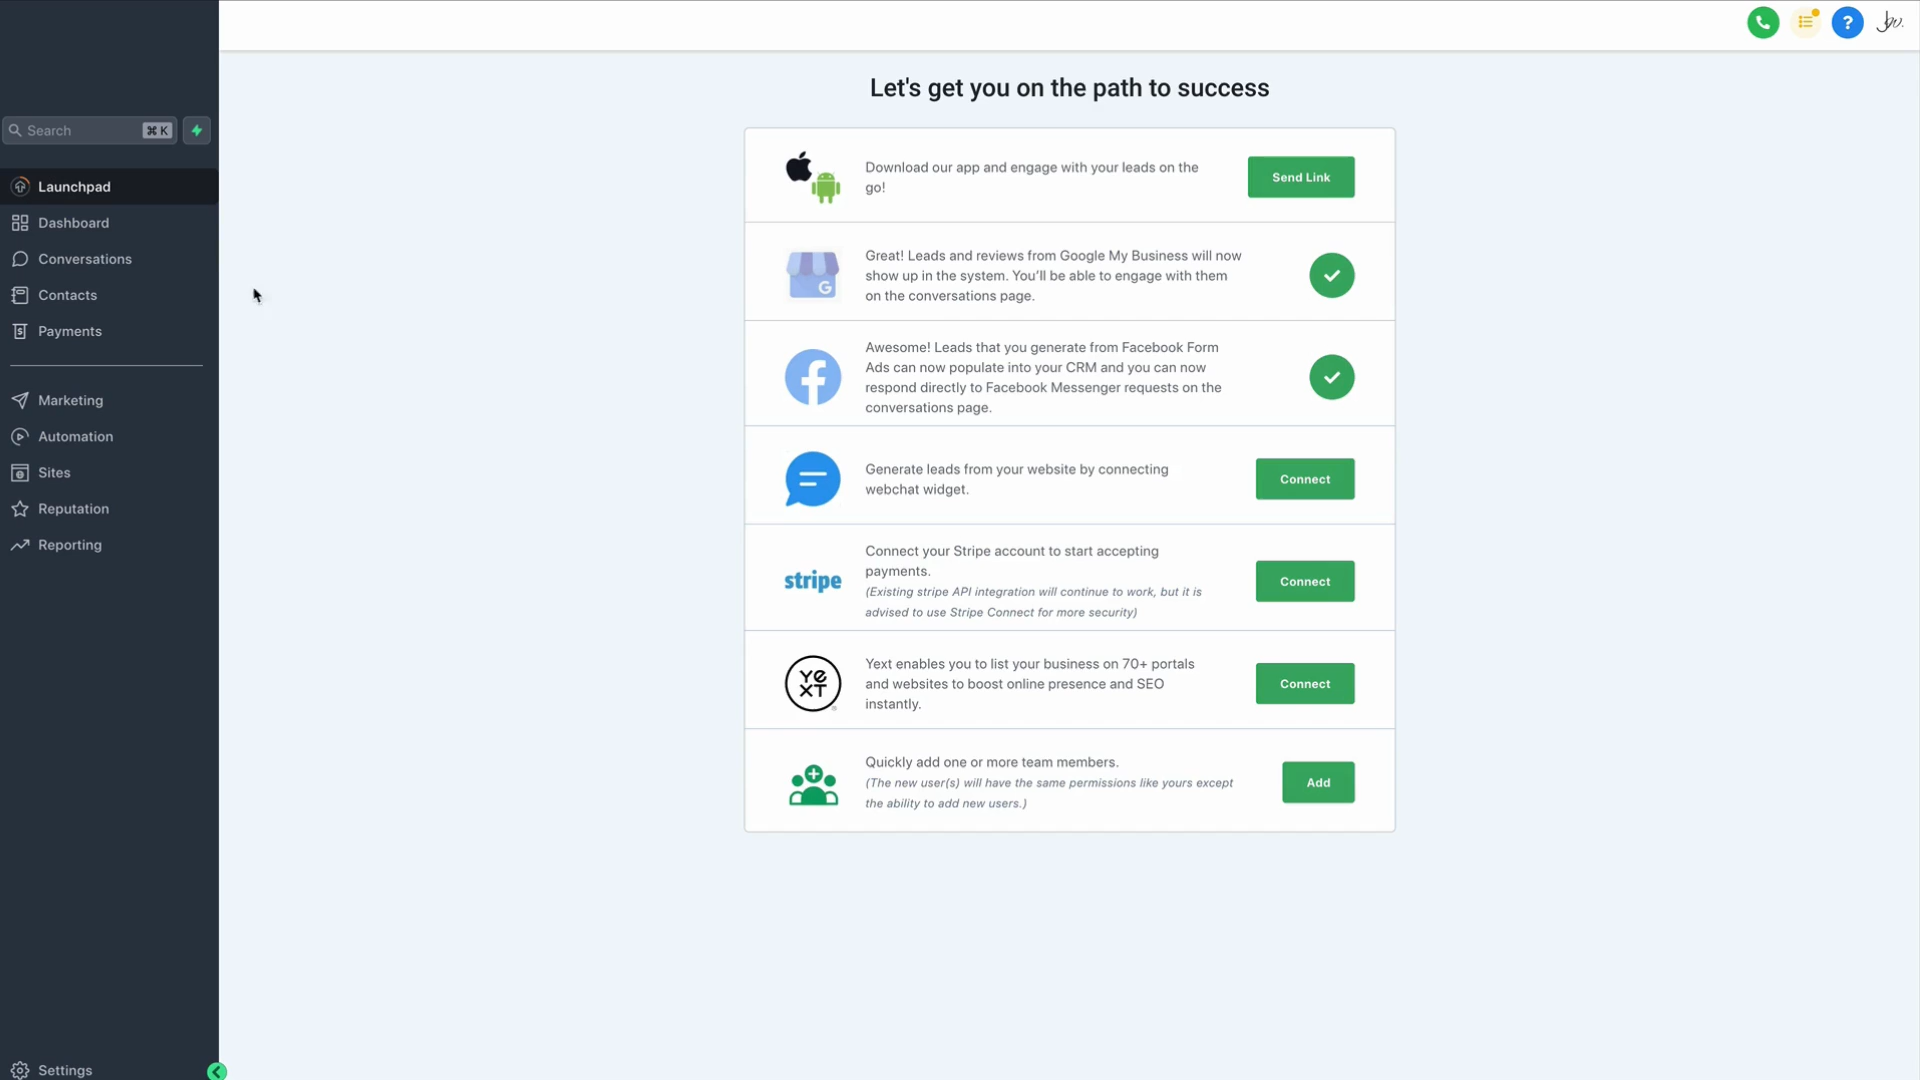 Let's get you on the path to success
Search
⌘ K
Launchpad
Dashboard
Conversations
Contacts
Payments
Marketing
Automation
Sites
Reputation
Reporting
Settings
Download our app and engage with your leads on the
go!
Send Link
Great! Leads and reviews from Google My Business will now
show up in the system. You'll be able to engage with them
on the conversations page.
G
Awesome! Leads that you generate from Facebook Form
Ads can now populate into your CRM and you can now
respond directly to Facebook Messenger requests on the
conversations page.
Generate leads from your website by connecting
webchat widget.
Connect
stripe
Connect your Stripe account to start accepting
payments.
(Existing stripe API integration will continue to work, but it is
advised to use Stripe Connect for more security)
Connect
YE
XT
Yext enables you to list your business on 70+ portals
and websites to boost online presence and SEO
instantly.
Connect
Quickly add one or more team members.
(The new user(s) will have the same permissions like yours except
the ability to add new users.)
Add